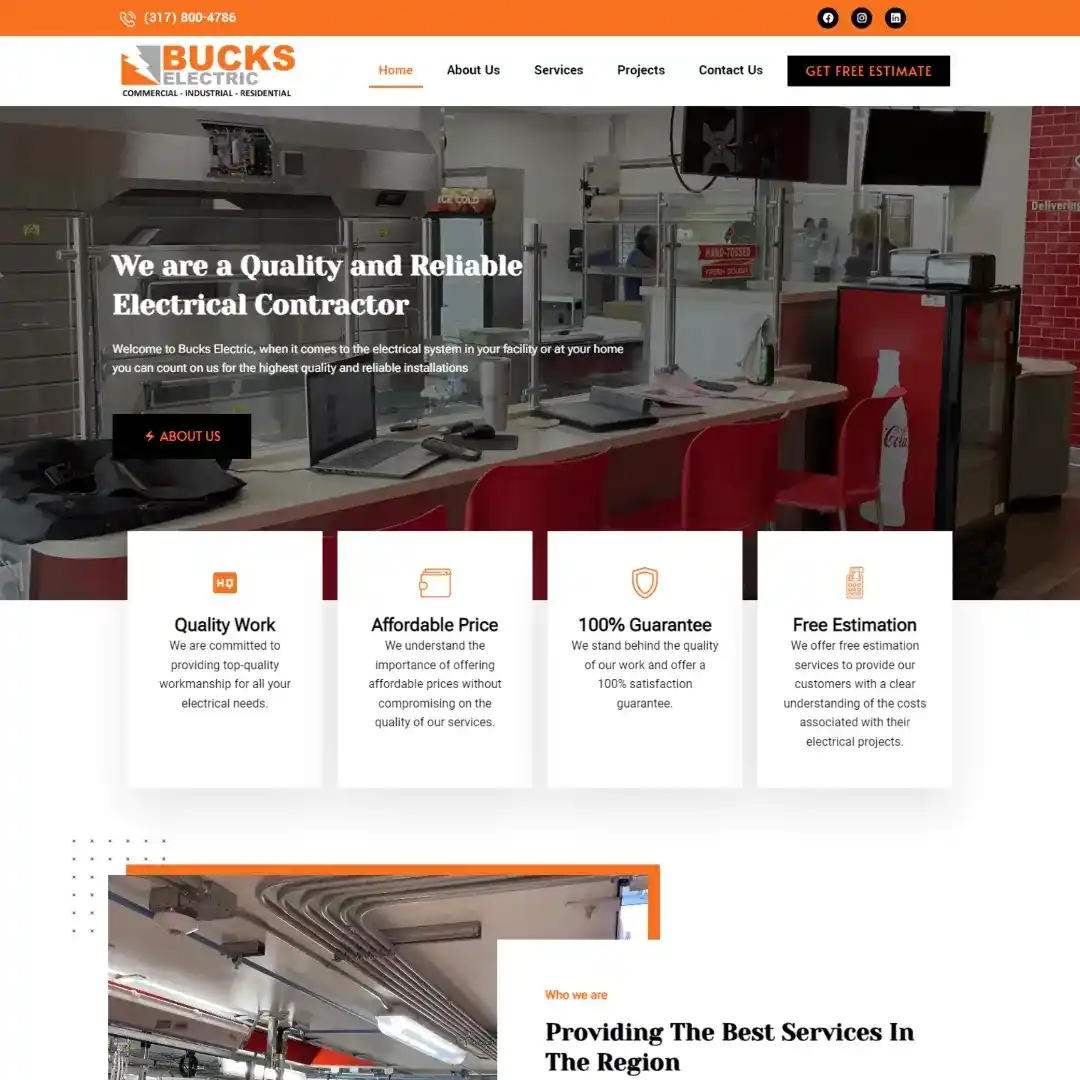 (317) 800-4786
BUCKS
ELECTRIC
COMMERCIAL - INDUSTRIAL - RESIDENTIAL
Home
About Us
Services
Projects
Contact Us
GET FREE ESTIMATE
ICE COLD
Delivering
HAND-TOSSED
FRESH DOUGH
We are a Quality and Reliable
Electrical Contractor
Welcome to Bucks Electric, when it comes to the electrical system in your facility or at your home
you can count on us for the highest quality and reliable installations
ABOUT US
Coca-Cola
HQ
Quality Work
We are committed to
providing top-quality
workmanship for all your
electrical needs.
Affordable Price
We understand the
importance of offering
affordable prices without
compromising on the
quality of our services.
100% Guarantee
We stand behind the quality
of our work and offer a
100% satisfaction
guarantee.
Free Estimation
We offer free estimation
services to provide our
customers with a clear
understanding of the costs
associated with their
electrical projects.
Who we are
Providing The Best Services In
The Region